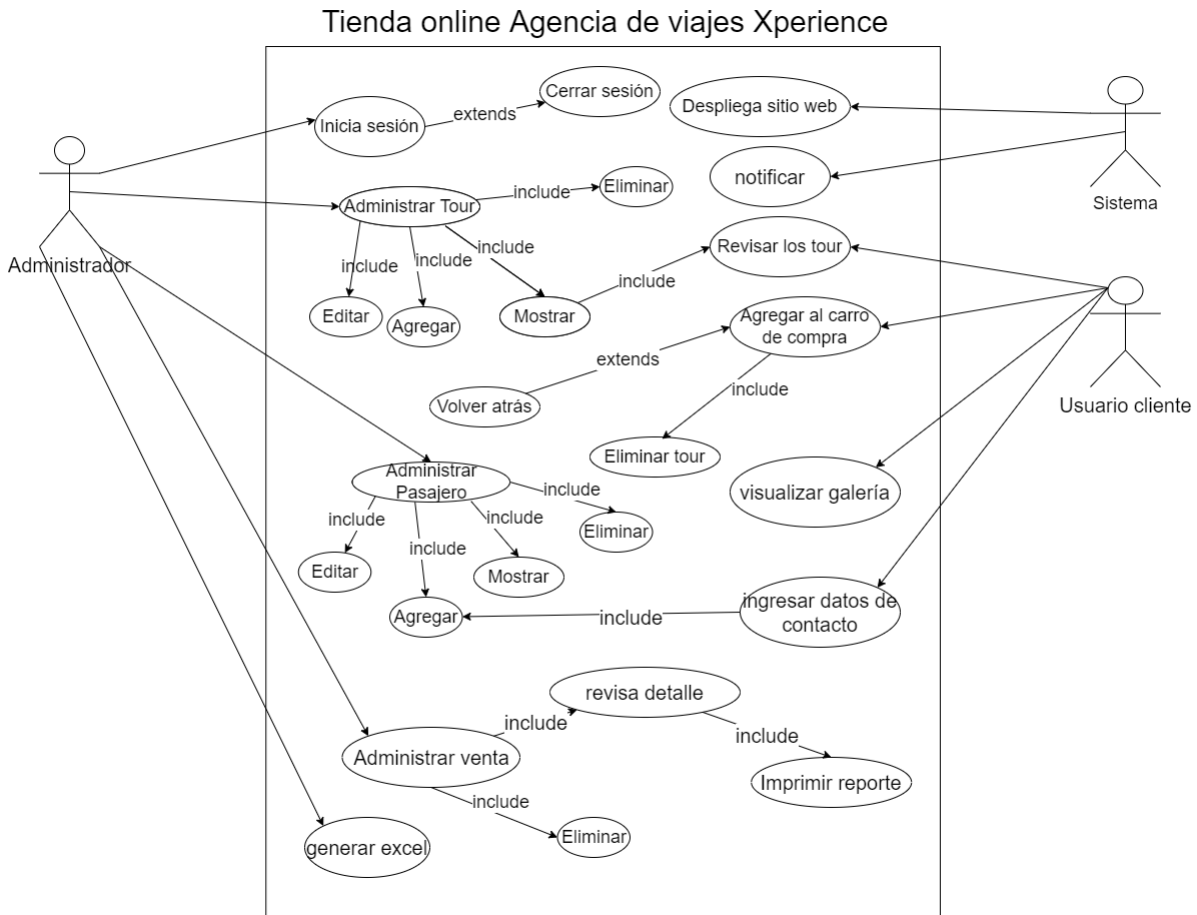 Tienda online Agencia de viajes Xperience
Cerrar sesión
Despliega sitio web
extends
Inicia sesión
notificar
include
Eliminar
Administrar Tour
Sistema
Administrador
include
include
include
Revisar los tour
include
Editar
Agregar
Mostrar
Agregar al carro
de compra
extends
include
Volver atrás
Usuario cliente
Eliminar tour
Administrar
Pasajero
include
visualizar galería
include
include
Eliminar
include
Editar
Mostrar
ingresar datos de
contacto
Agregar
include
revisa detalle
include
include
Administrar venta
Imprimir reporte
include
Eliminar
generar excel